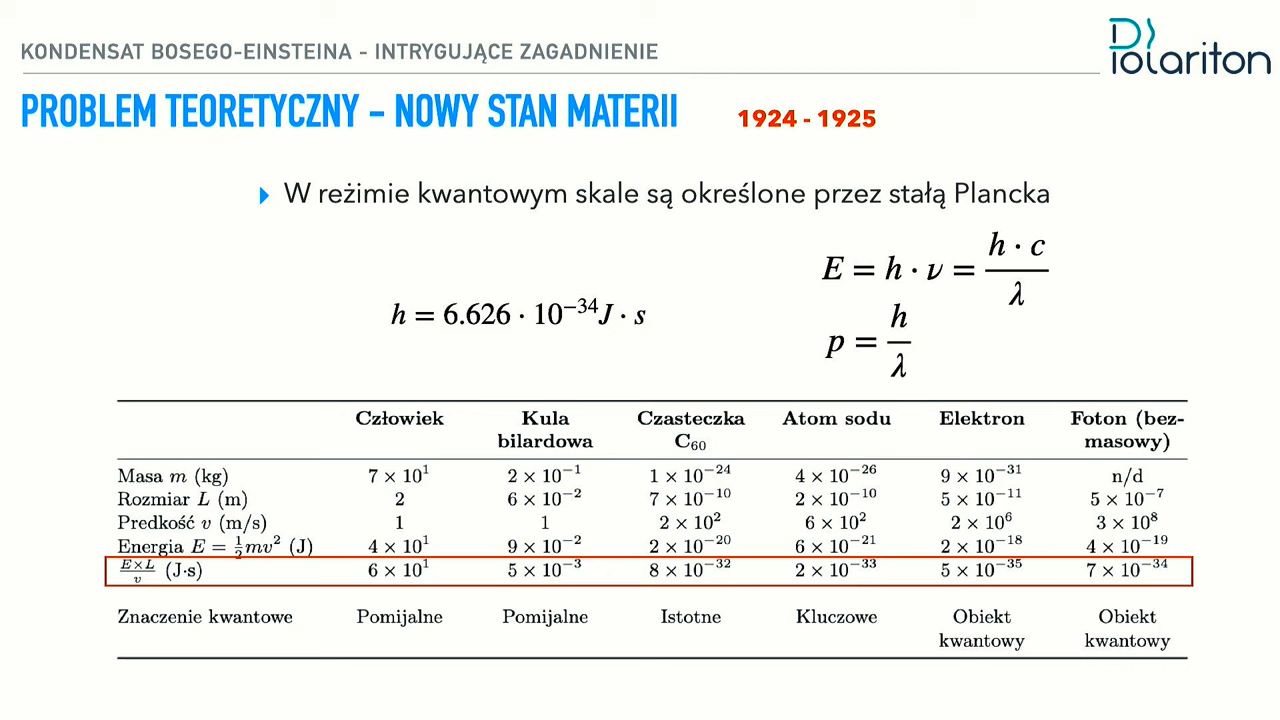 KONDENSAT BOSEGO-EINSTEINA - INTRYGUJĄCE ZAGADNIENIE
Polariton
PROBLEM TEORETYCZNY – NOWY STAN MATERII 1924 - 1925
W reżimie kwantowym skale są określone przez stałą Plancka
h = 6.626 · 10⁻³⁴ J · s
E = h · ν = h · c / λ
p = h / λ
Człowiek Kula bilardowa Czasteczka C₆₀ Atom sodu Elektron Foton (bez-masowy)
Masa m (kg) 7 × 10¹ 2 × 10⁻¹ 1 × 10⁻²⁴ 4 × 10⁻²⁶ 9 × 10⁻³¹ n/d
Rozmiar L (m) 2 6 × 10⁻² 7 × 10⁻¹⁰ 2 × 10⁻¹⁰ 5 × 10⁻¹¹ 5 × 10⁻⁷
Predkość v (m/s) 1 1 2 × 10² 6 × 10² 2 × 10⁶ 3 × 10⁸
Energia E = ½mv² (J) 4 × 10¹ 9 × 10⁻² 2 × 10⁻²⁰ 6 × 10⁻²¹ 2 × 10⁻¹⁸ 4 × 10⁻¹⁹
E×L / v (J·s) 6 × 10¹ 5 × 10⁻³ 8 × 10⁻³² 2 × 10⁻³³ 5 × 10⁻³⁵ 7 × 10⁻³⁴
Znaczenie kwantowe Pomijalne Pomijalne Istotne Kluczowe Obiekt kwantowy Obiekt kwantowy